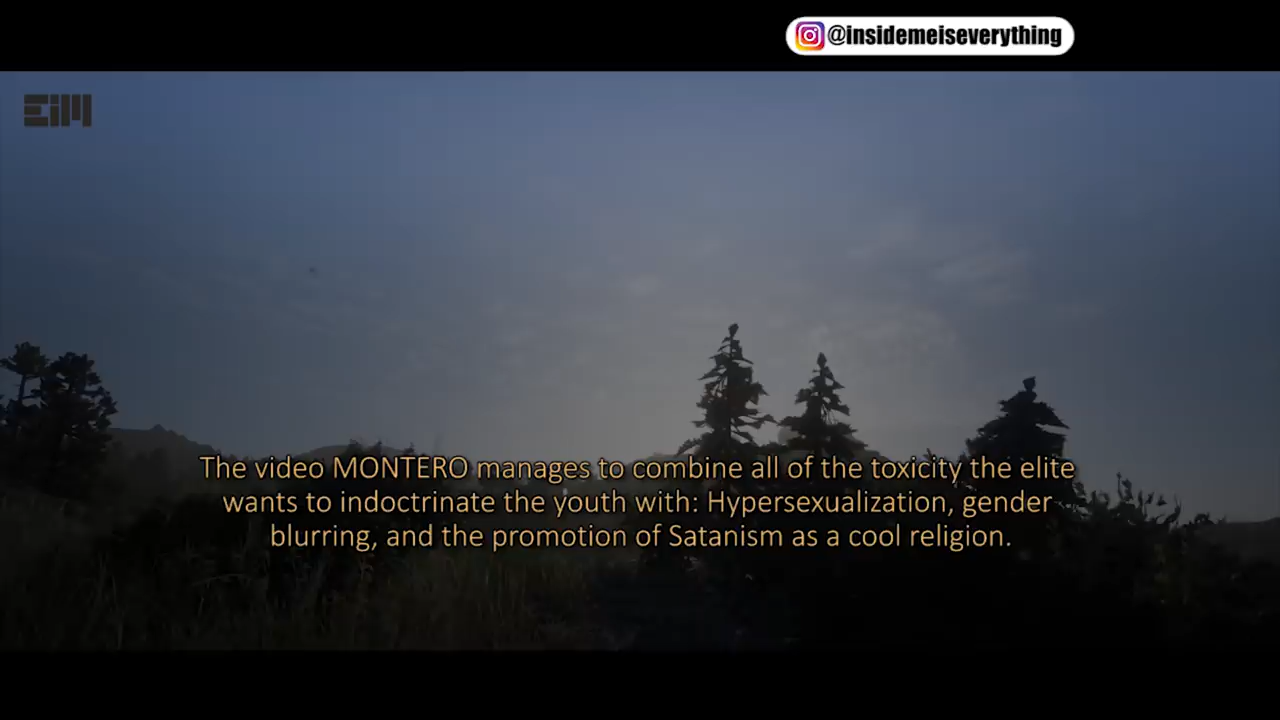 @insidemeiseverything
EiM
The video MONTERO manages to combine all of the toxicity the elite
wants to indoctrinate the youth with: Hypersexualization, gender
blurring, and the promotion of Satanism as a cool religion.